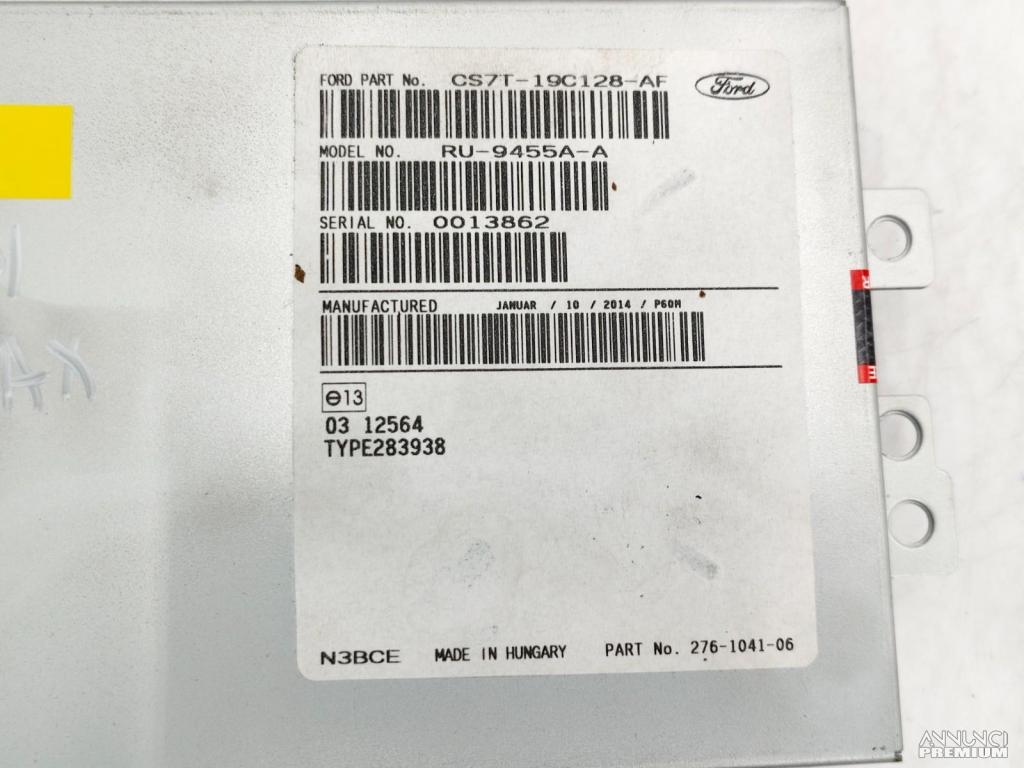 FORD PART No. CS7T-19C128-AF
Ford
MODEL NO. RU-9455A-A
SERIAL NO. 0013862
MANUFACTURED JANUAR / 10 / 2014 / P60M
13
03 12564
TYPE283938
N3BCE MADE IN HUNGARY PART No. 276-1041-06
ANNUNCI
PREMIUM